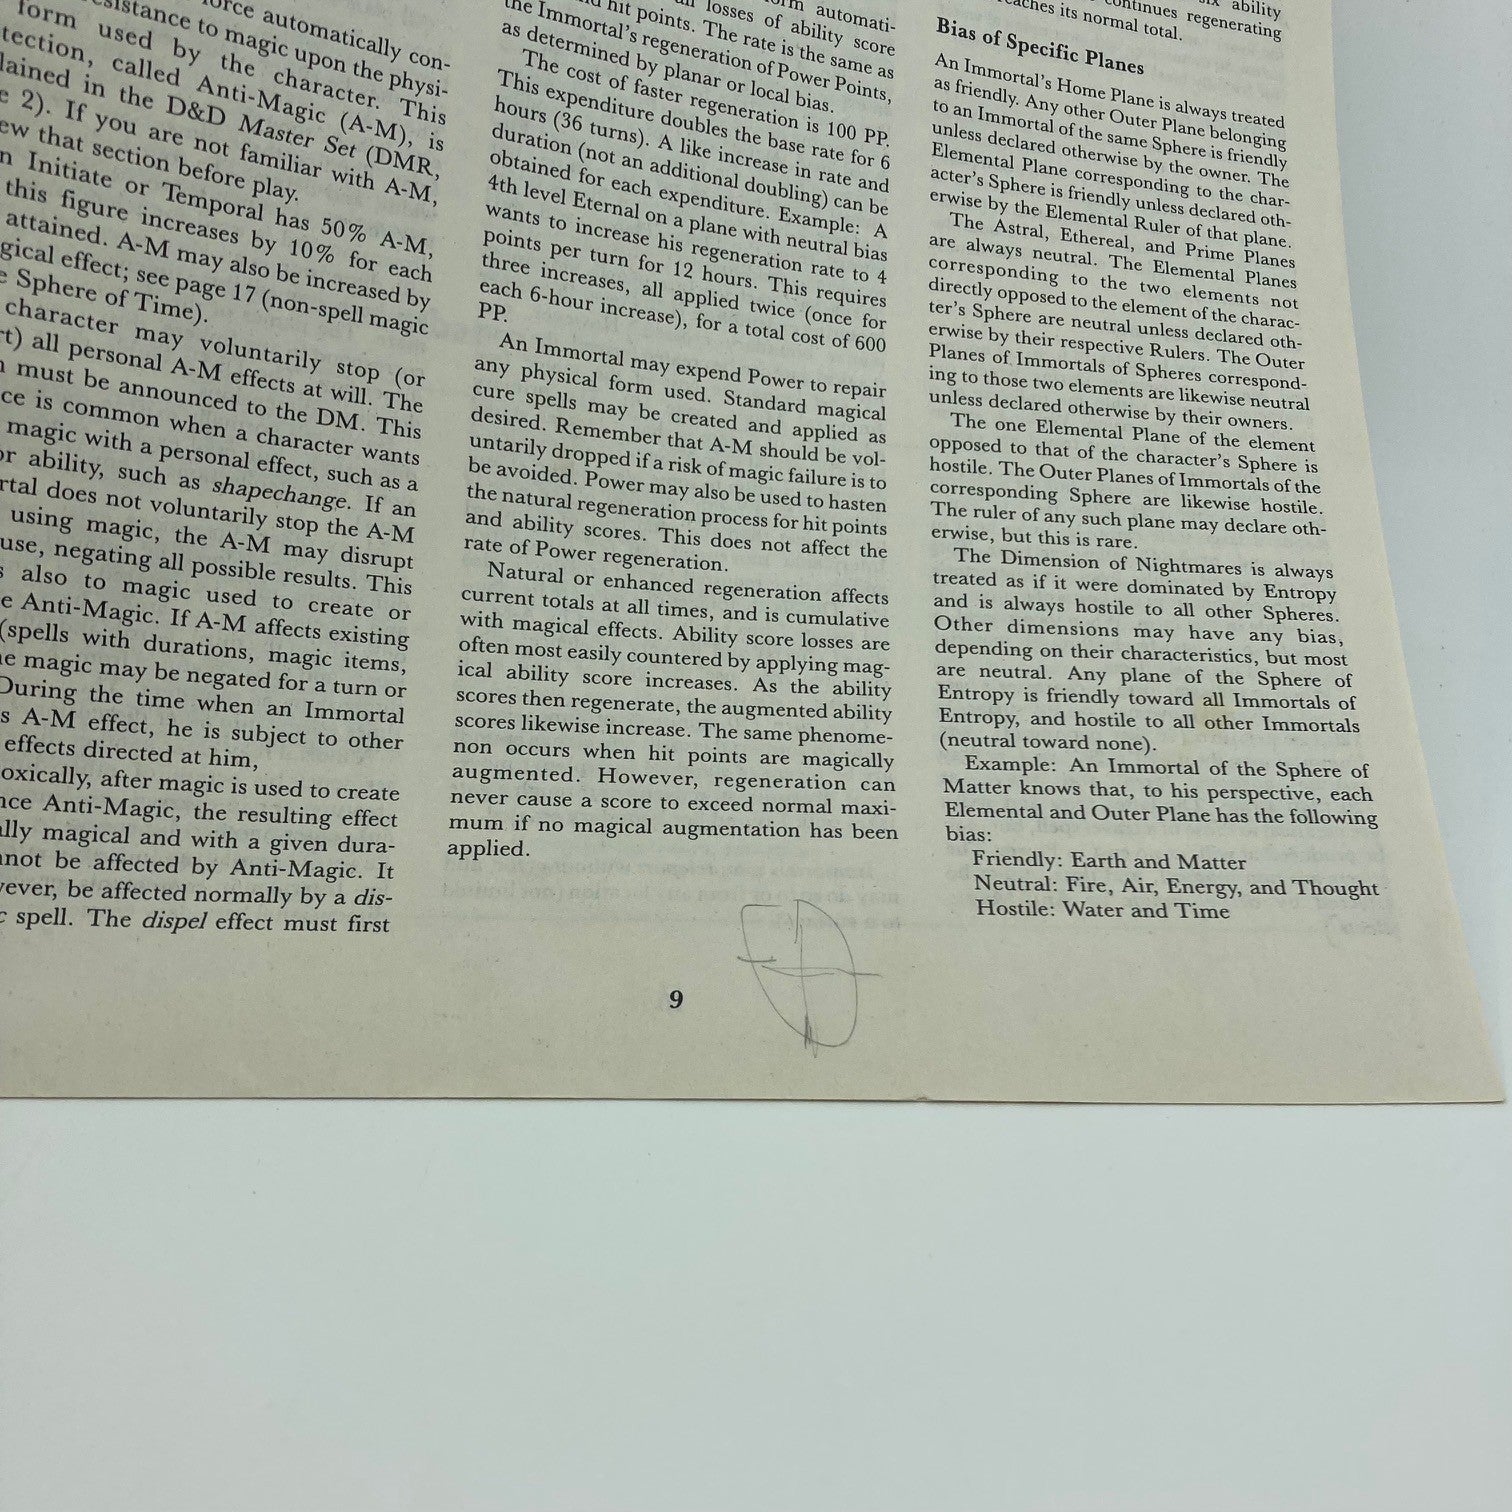 force automatically con-
resistance to magic upon the physi-
form used by the character. This
tection, called Anti-Magic (A-M), is
lained in the D&D Master Set (DMR,
e 2). If you are not familiar with A-M,
ew that section before play.
n Initiate or Temporal has 50% A-M,
this figure increases by 10% for each
attained. A-M may also be increased by
gical effect; see page 17 (non-spell magic
e Sphere of Time).
character may voluntarily stop (or
rt) all personal A-M effects at will. The
n must be announced to the DM. This
ce is common when a character wants
magic with a personal effect, such as a
or ability, such as shapechange. If an
rtal does not voluntarily stop the A-M
using magic, the A-M may disrupt
use, negating all possible results. This
s also to magic used to create or
e Anti-Magic. If A-M affects existing
(spells with durations, magic items,
he magic may be negated for a turn or
During the time when an Immortal
s A-M effect, he is subject to other
effects directed at him,
oxically, after magic is used to create
nce Anti-Magic, the resulting effect
ally magical and with a given dura-
nnot be affected by Anti-Magic. It
vever, be affected normally by a dis-
c spell. The dispel effect must first
form automati-
losses of ability score
and hit points. The rate is the same as
the Immortal's regeneration of Power Points,
as determined by planar or local bias.
The cost of faster regeneration is 100 PP.
This expenditure doubles the base rate for 6
hours (36 turns). A like increase in rate and
duration (not an additional doubling) can be
obtained for each expenditure. Example: A
4th level Eternal on a plane with neutral bias
wants to increase his regeneration rate to 4
points per turn for 12 hours. This requires
three increases, all applied twice (once for
each 6-hour increase), for a total cost of 600
PP.
An Immortal may expend Power to repair
any physical form used. Standard magical
cure spells may be created and applied as
desired. Remember that A-M should be vol-
untarily dropped if a risk of magic failure is to
be avoided. Power may also be used to hasten
the natural regeneration process for hit points
and ability scores. This does not affect the
rate of Power regeneration.
Natural or enhanced regeneration affects
current totals at all times, and is cumulative
with magical effects. Ability score losses are
often most easily countered by applying mag-
ical ability score increases. As the ability
scores then regenerate, the augmented ability
scores likewise increase. The same phenome-
non occurs when hit points are magically
augmented. However, regeneration can
never cause a score to exceed normal maxi-
mum if no magical augmentation has been
applied.
six ability
continues regenerating
reaches its normal total.
Bias of Specific Planes
An Immortal's Home Plane is always treated
as friendly. Any other Outer Plane belonging
to an Immortal of the same Sphere is friendly
unless declared otherwise by the owner. The
Elemental Plane corresponding to the char-
acter's Sphere is friendly unless declared oth-
erwise by the Elemental Ruler of that plane.
The Astral, Ethereal, and Prime Planes
are always neutral. The Elemental Planes
corresponding to the two elements not
directly opposed to the element of the charac-
ter's Sphere are neutral unless declared oth-
erwise by their respective Rulers. The Outer
Planes of Immortals of Spheres correspond-
ing to those two elements are likewise neutral
unless declared otherwise by their owners.
The one Elemental Plane of the element
opposed to that of the character's Sphere is
hostile. The Outer Planes of Immortals of the
corresponding Sphere are likewise hostile.
The ruler of any such plane may declare oth-
erwise, but this is rare.
The Dimension of Nightmares is always
treated as if it were dominated by Entropy
and is always hostile to all other Spheres.
Other dimensions may have any bias,
depending on their characteristics, but most
are neutral. Any plane of the Sphere of
Entropy is friendly toward all Immortals of
Entropy, and hostile to all other Immortals
(neutral toward none).
Example: An Immortal of the Sphere of
Matter knows that, to his perspective, each
Elemental and Outer Plane has the following
bias:
Friendly: Earth and Matter
Neutral: Fire, Air, Energy, and Thought
Hostile: Water and Time
9